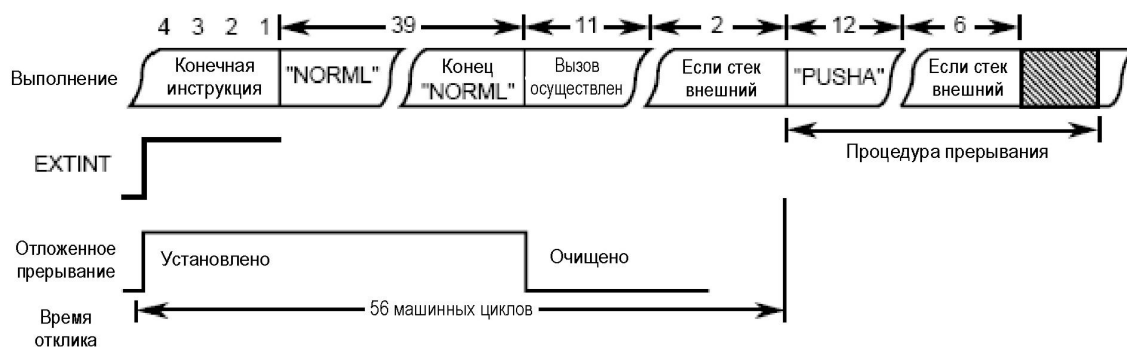 4 3 2 1 39 11 2 12 6
Выполнение
Конечная
инструкция
"NORML"
Конец
"NORML"
Вызов
осуществлен
Если стек
внешний
"PUSHA"
Если стек
внешний
Процедура прерывания
EXTINT
Отложенное
прерывание
Установлено
Очищено
Время
отклика
56 машинных циклов